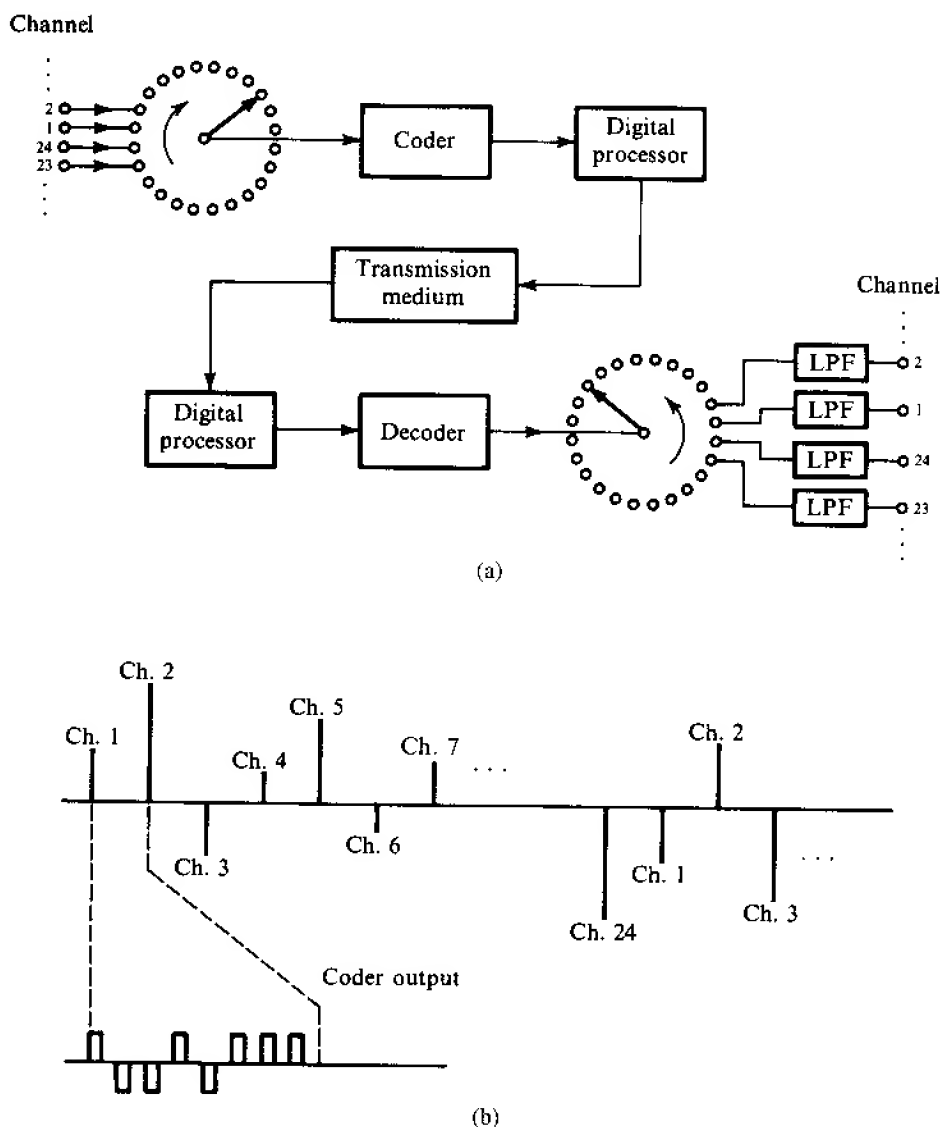 Channel
2
1
24
23
Coder
Digital
processor
Transmission
medium
Channel
Digital
processor
Decoder
LPF
2
LPF
1
LPF
24
LPF
23
(a)
Ch. 1
Ch. 2
Ch. 3
Ch. 4
Ch. 5
Ch. 6
Ch. 7
. . .
Ch. 24
Ch. 1
Ch. 2
Ch. 3
. . .
Coder output
(b)